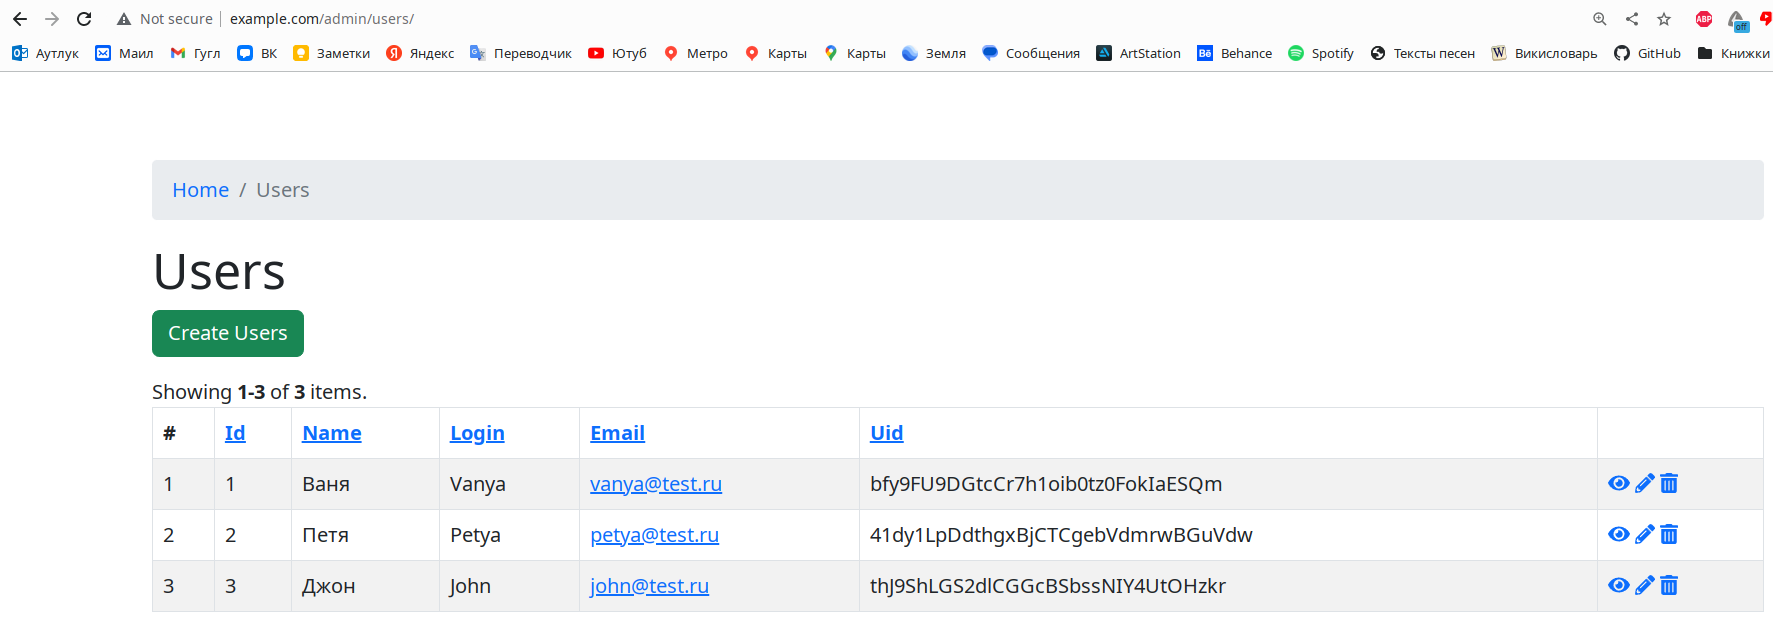 Not secure example.com/admin/users/ ABP off
Аутлук Маил Гугл ВК Заметки Яндекс Переводчик Ютуб Метро Карты Карты Земля Сообщения ArtStation Behance Spotify Тексты песен Викисловарь GitHub Книжки
Home / Users
Users
Create Users
Showing 1-3 of 3 items.
# Id Name Login Email Uid
1 1 Ваня Vanya vanya@test.ru bfy9FU9DGtcCr7h1oib0tz0FokIaESQm
2 2 Петя Petya petya@test.ru 41dy1LpDdthgxBjCTCgebVdmrwBGuVdw
3 3 Джон John john@test.ru thJ9ShLGS2dlCGGcBSbssNIY4UtOHzkr